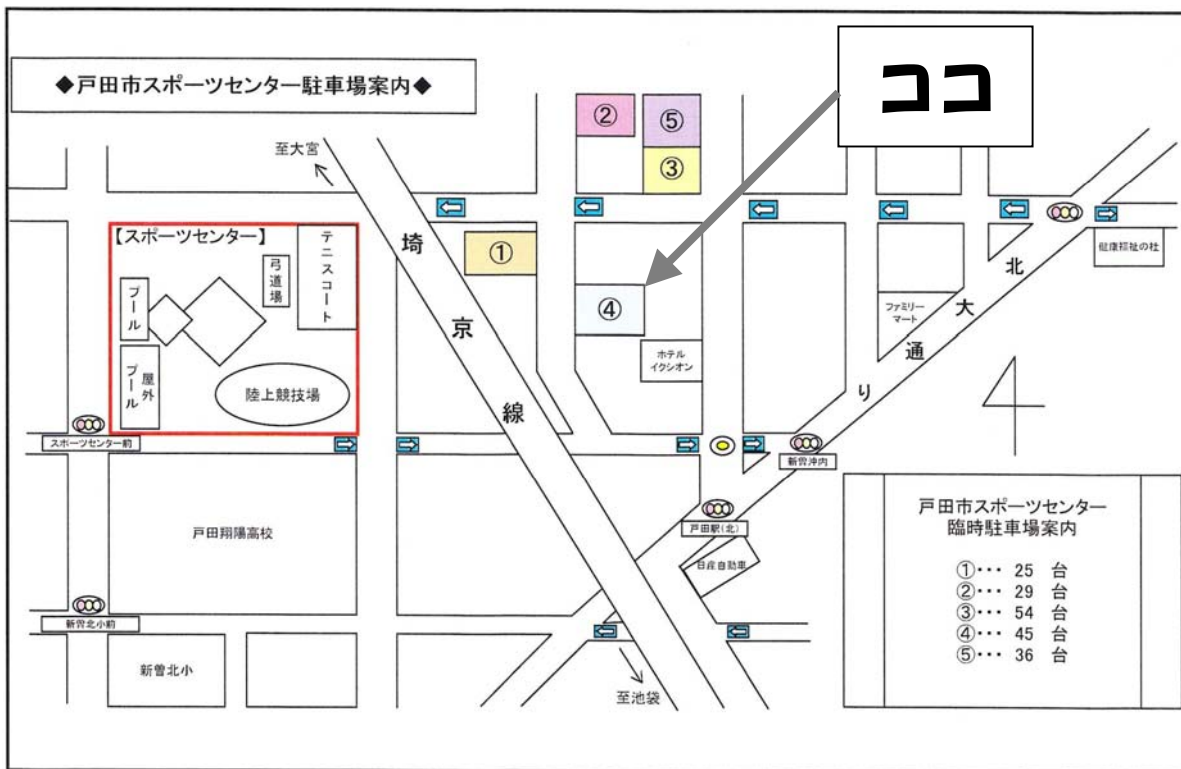 ◆戸田市スポーツセンター駐車場案内◆
ココ
至大宮
②
⑤
③
【スポーツセンター】
テニスコート
弓道場
プール
屋外
プール
陸上競技場
①
④
埼京線
ホテル
イクシオン
ファミリー
マート
北大通り
健康福祉の杜
スポーツセンター前
新曽沖内
戸田駅(北)
日産自動車
戸田翔陽高校
新曽北小前
新曽北小
至池袋
戸田市スポーツセンター
臨時駐車場案内
①・・・ 25 台
②・・・ 29 台
③・・・ 54 台
④・・・ 45 台
⑤・・・ 36 台